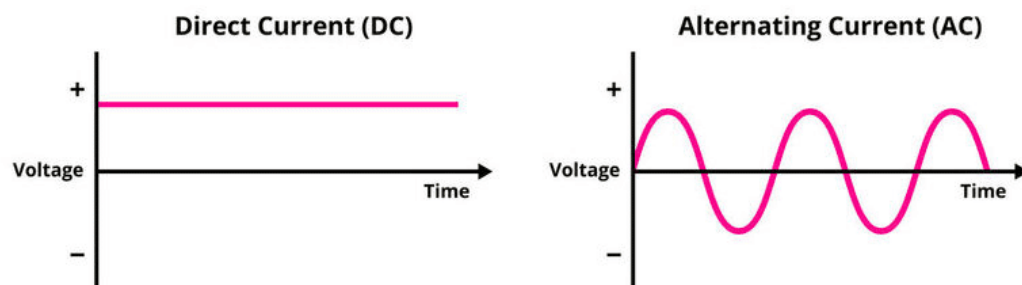 Direct Current (DC)
+
Voltage
Time
−
Alternating Current (AC)
+
Voltage
Time
−